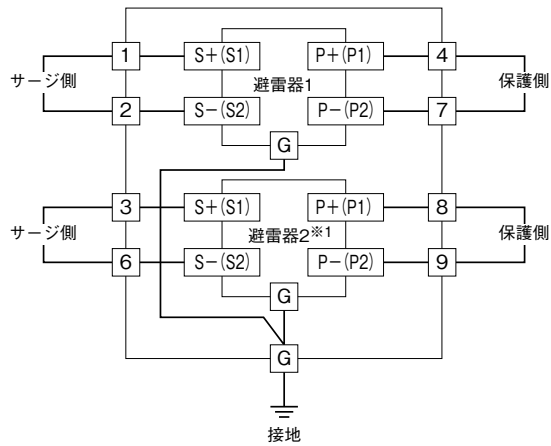 1 S+(S1) P+(P1) 4
サージ側 避雷器1 保護側
2 S−(S2) P−(P2) 7
G
3 S+(S1) P+(P1) 8
サージ側 避雷器2※1 保護側
6 S−(S2) P−(P2) 9
G
G
接地